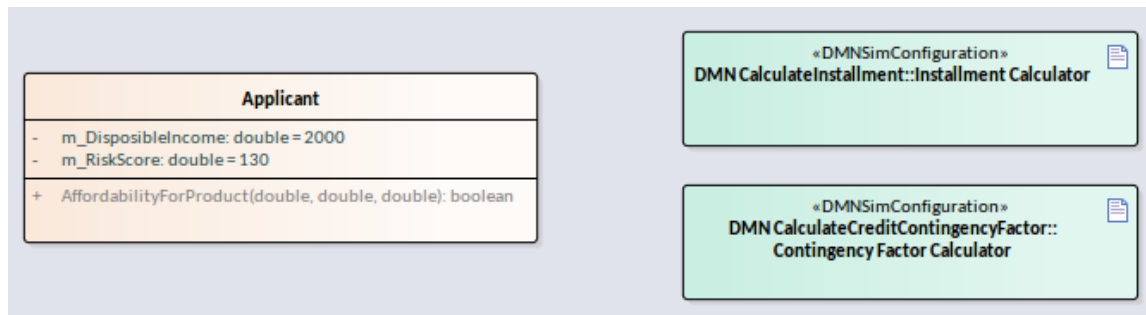 Applicant
- m_DisposibleIncome: double = 2000
- m_RiskScore: double = 130
+ AffordabilityForProduct(double, double, double): boolean
«DMNSimConfiguration»
DMN CalculateInstallment::Installment Calculator
«DMNSimConfiguration»
DMN CalculateCreditContingencyFactor::
Contingency Factor Calculator